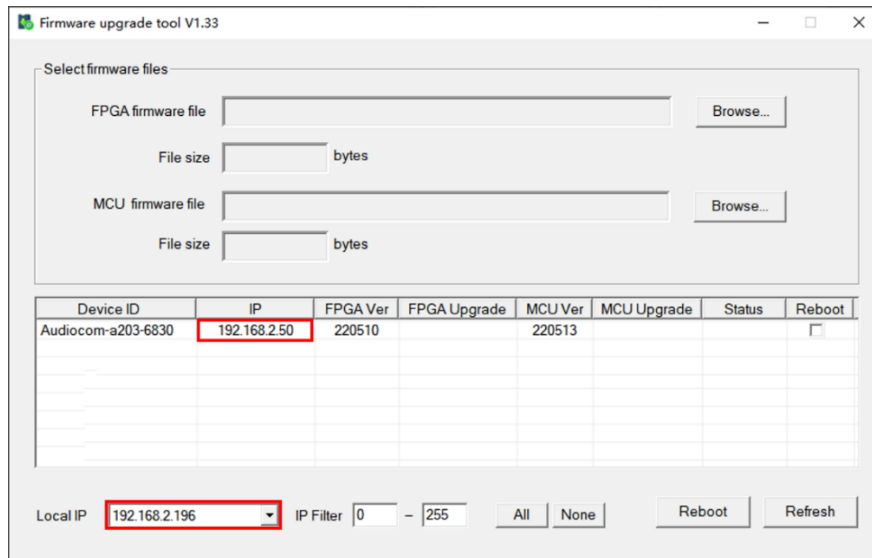 Firmware upgrade tool V1.33
Select firmware files
FPGA firmware file Browse...
File size bytes
MCU firmware file Browse...
File size bytes
Device ID IP FPGA Ver FPGA Upgrade MCU Ver MCU Upgrade Status Reboot
Audiocom-a203-6830 192.168.2.50 220510 220513
Local IP 192.168.2.196 IP Filter 0 – 255 All None Reboot Refresh